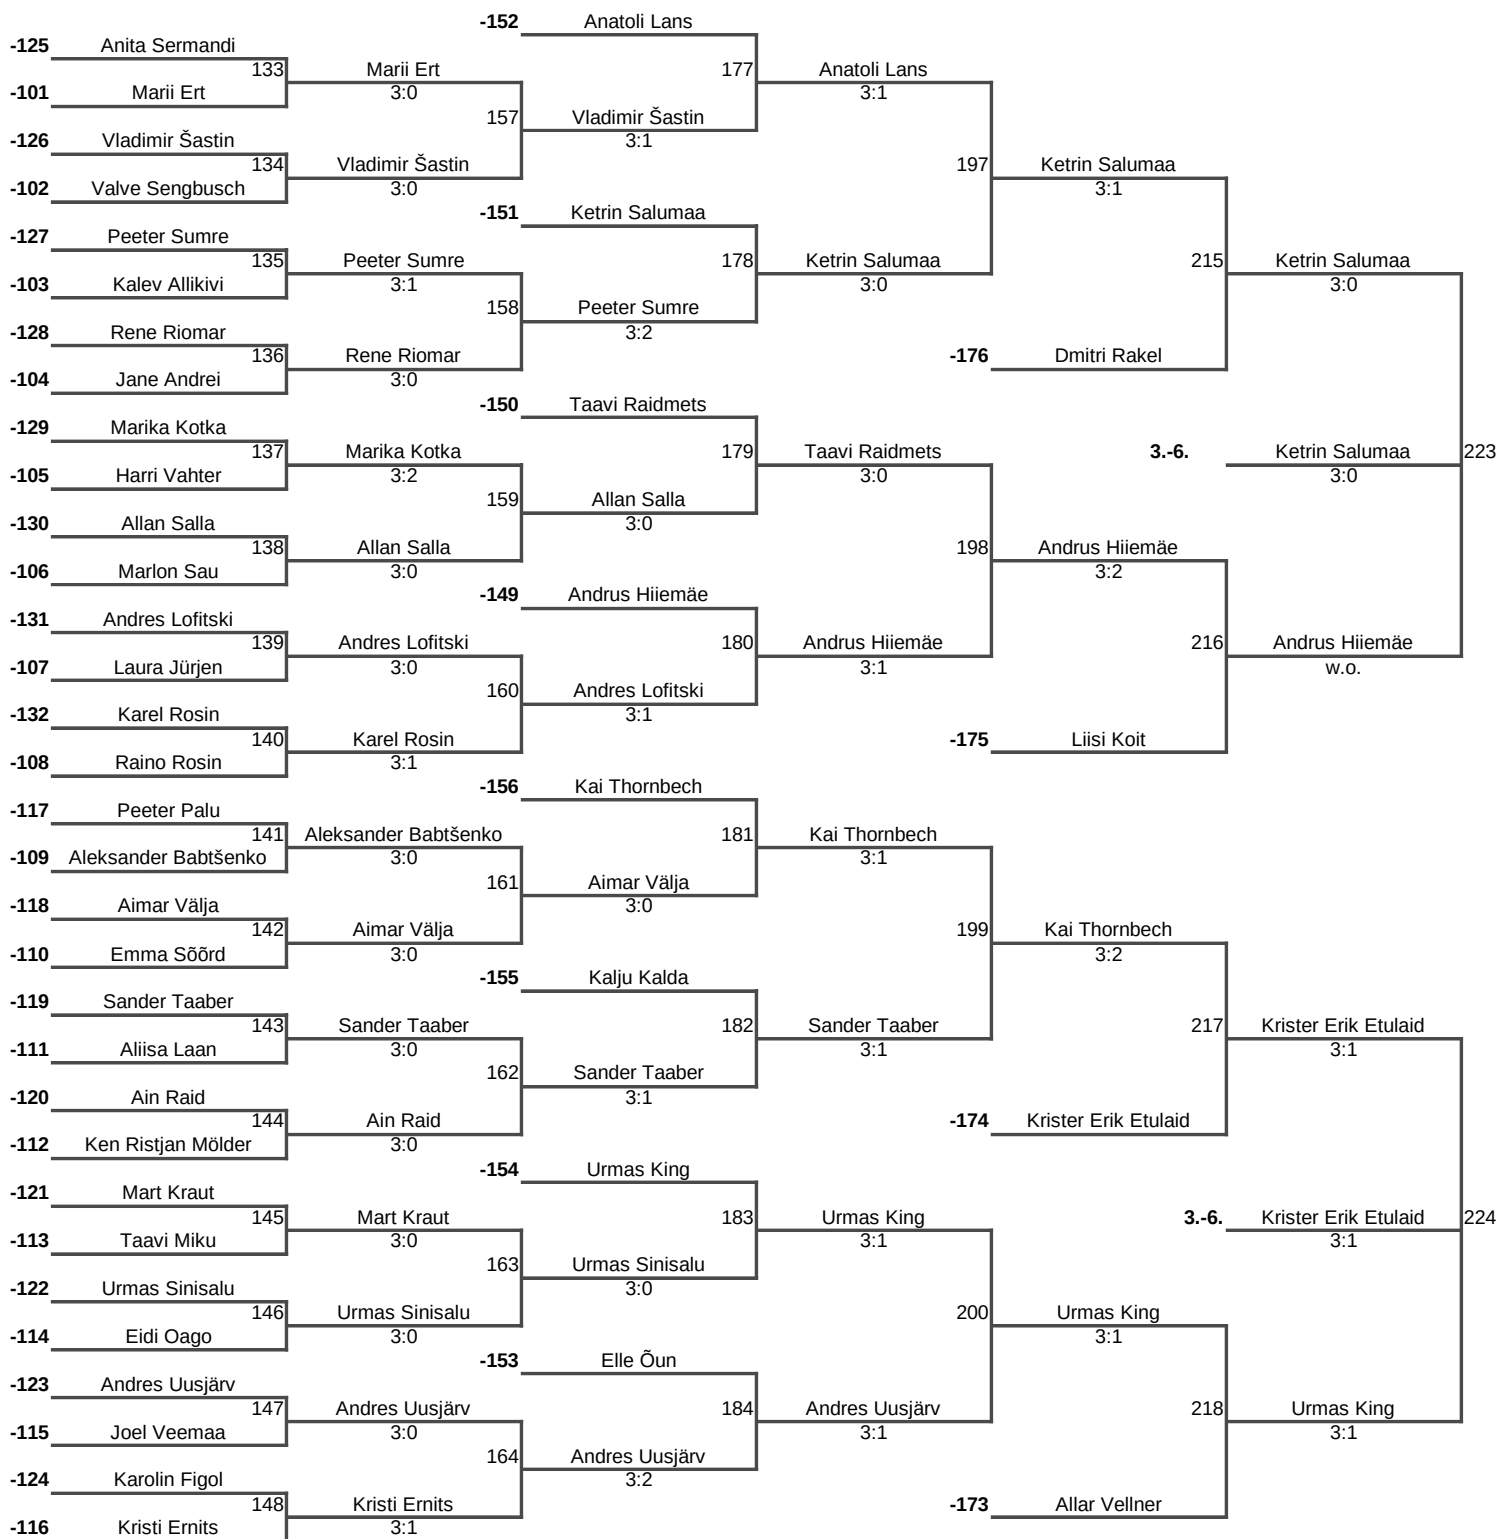 -152 Anatoli Lans
-125 Anita Sermandi
133 Marii Ert 177 Anatoli Lans
-101 Marii Ert 3:0 3:1
157 Vladimir Šastin
-126 Vladimir Šastin 3:1
134 Vladimir Šastin 197 Ketrin Salumaa
-102 Valve Sengbusch 3:0 3:1
-151 Ketrin Salumaa
-127 Peeter Sumre
135 Peeter Sumre 178 Ketrin Salumaa 215 Ketrin Salumaa
-103 Kalev Allikivi 3:1 3:0 3:0
158 Peeter Sumre
-128 Rene Riomar 3:2
136 Rene Riomar -176 Dmitri Rakel
-104 Jane Andrei 3:0
-150 Taavi Raidmets
-129 Marika Kotka
137 Marika Kotka 179 Taavi Raidmets 3.-6. Ketrin Salumaa 223
-105 Harri Vahter 3:2 3:0 3:0
159 Allan Salla
-130 Allan Salla 3:0
138 Allan Salla 198 Andrus Hiiemäe
-106 Marlon Sau 3:0 3:2
-149 Andrus Hiiemäe
-131 Andres Lofitski
139 Andres Lofitski 180 Andrus Hiiemäe 216 Andrus Hiiemäe
-107 Laura Jürjen 3:0 3:1 w.o.
160 Andres Lofitski
-132 Karel Rosin 3:1
140 Karel Rosin -175 Liisi Koit
-108 Raino Rosin 3:1
-156 Kai Thornbech
-117 Peeter Palu
141 Aleksander Babtšenko 181 Kai Thornbech
-109 Aleksander Babtšenko 3:0 3:1
161 Aimar Välja
-118 Aimar Välja 3:0
142 Aimar Välja 199 Kai Thornbech
-110 Emma Sõõrd 3:0 3:2
-155 Kalju Kalda
-119 Sander Taaber
143 Sander Taaber 182 Sander Taaber 217 Krister Erik Etulaid
-111 Aliisa Laan 3:0 3:1 3:1
162 Sander Taaber
-120 Ain Raid 3:1
144 Ain Raid -174 Krister Erik Etulaid
-112 Ken Ristjan Mölder 3:0
-154 Urmas King
-121 Mart Kraut
145 Mart Kraut 183 Urmas King 3.-6. Krister Erik Etulaid 224
-113 Taavi Miku 3:0 3:1 3:1
163 Urmas Sinisalu
-122 Urmas Sinisalu 3:0
146 Urmas Sinisalu 200 Urmas King
-114 Eidi Oago 3:0 3:1
-153 Elle Õun
-123 Andres Uusjärv
147 Andres Uusjärv 184 Andres Uusjärv 218 Urmas King
-115 Joel Veemaa 3:0 3:1 3:1
164 Andres Uusjärv
-124 Karolin Figol 3:2
148 Kristi Ernits -173 Allar Vellner
-116 Kristi Ernits 3:1